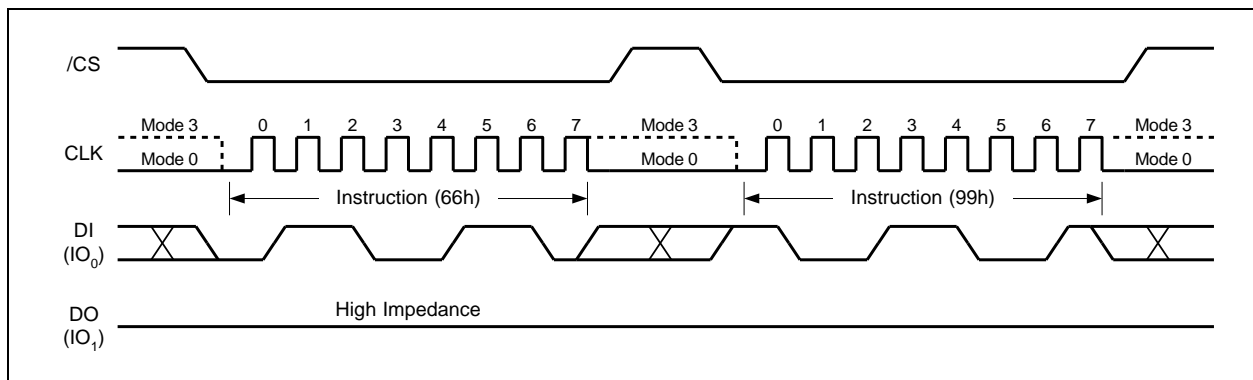 /CS
Mode 3 0 1 2 3 4 5 6 7 Mode 3 0 1 2 3 4 5 6 7 Mode 3
CLK
Mode 0 Mode 0 Mode 0
Instruction (66h) Instruction (99h)
DI
(IO0)
High Impedance
DO
(IO1)